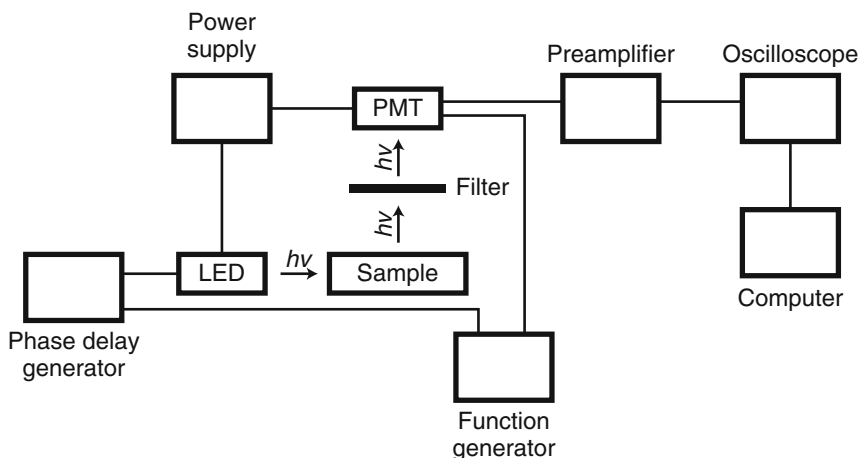 Power
supply
PMT
Preamplifier
Oscilloscope
hν
Filter
hν
LED
hν
Sample
Computer
Phase delay
generator
Function
generator